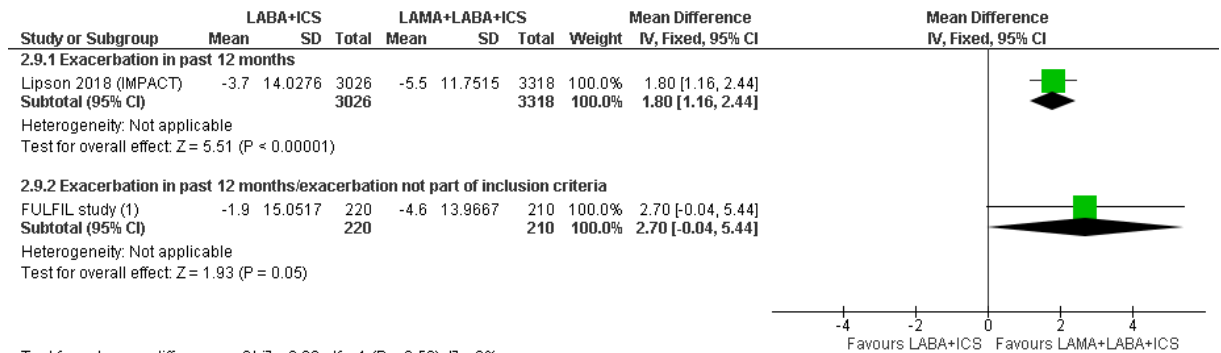 LABA+ICS LAMA+LABA+ICS Mean Difference Mean Difference
Study or Subgroup Mean SD Total Mean SD Total Weight IV, Fixed, 95% CI IV, Fixed, 95% CI
2.9.1 Exacerbation in past 12 months
Lipson 2018 (IMPACT) -3.7 14.0276 3026 -5.5 11.7515 3318 100.0% 1.80 [1.16, 2.44]
Subtotal (95% CI) 3026 3318 100.0% 1.80 [1.16, 2.44]
Heterogeneity: Not applicable
Test for overall effect: Z = 5.51 (P < 0.00001)
2.9.2 Exacerbation in past 12 months/exacerbation not part of inclusion criteria
FULFIL study (1) -1.9 15.0517 220 -4.6 13.9667 210 100.0% 2.70 [-0.04, 5.44]
Subtotal (95% CI) 220 210 100.0% 2.70 [-0.04, 5.44]
Heterogeneity: Not applicable
Test for overall effect: Z = 1.93 (P = 0.05)
-4 -2 0 2 4
Favours LABA+ICS Favours LAMA+LABA+ICS